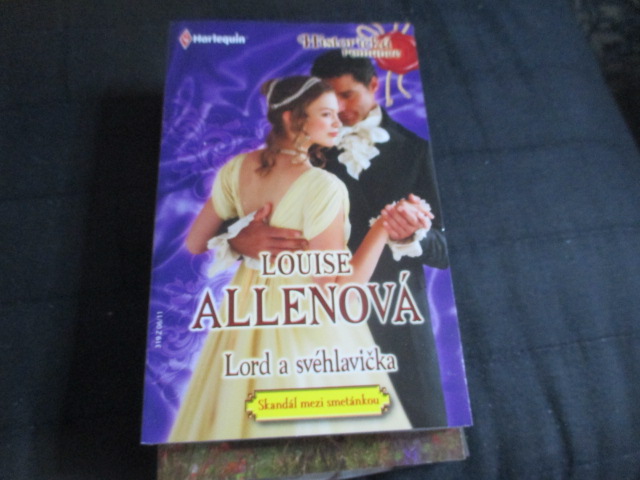 Harlequin
Historická
romance
LOUISE
ALLENOVÁ
Lord a svéhlavička
Skandál mezi smetánkou